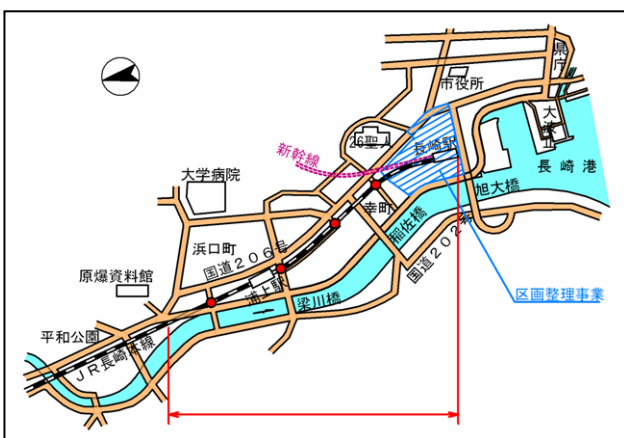 県庁
市役所
大波止
26聖人
長崎駅
新幹線
長崎港
大学病院
旭大橋
幸町
稲佐橋
浜口町
国道206号
国道202号
原爆資料館
浦上駅
区画整理事業
梁川橋
平和公園
JR長崎本線